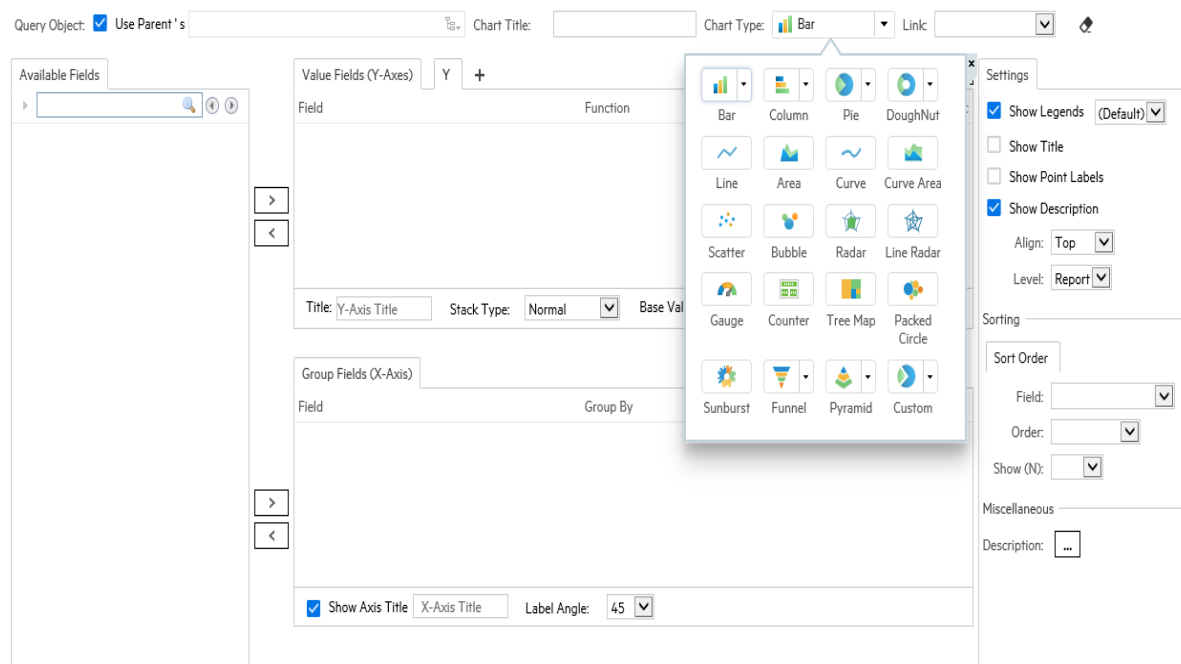 Query Object: Use Parent's Chart Title: Chart Type: Bar Link:
Available Fields
Value Fields (Y-Axes) Y +
Field Function
Title: Y-Axis Title Stack Type: Normal Base Val
Group Fields (X-Axis)
Field Group By
Show Axis Title X-Axis Title Label Angle: 45
x
Bar Column Pie DoughNut
Line Area Curve Curve Area
Scatter Bubble Radar Line Radar
Gauge Counter Tree Map Packed
Circle
Sunburst Funnel Pyramid Custom
Settings
Show Legends (Default)
Show Title
Show Point Labels
Show Description
Align: Top
Level: Report
Sorting
Sort Order
Field:
Order:
Show (N):
Miscellaneous
Description: ...